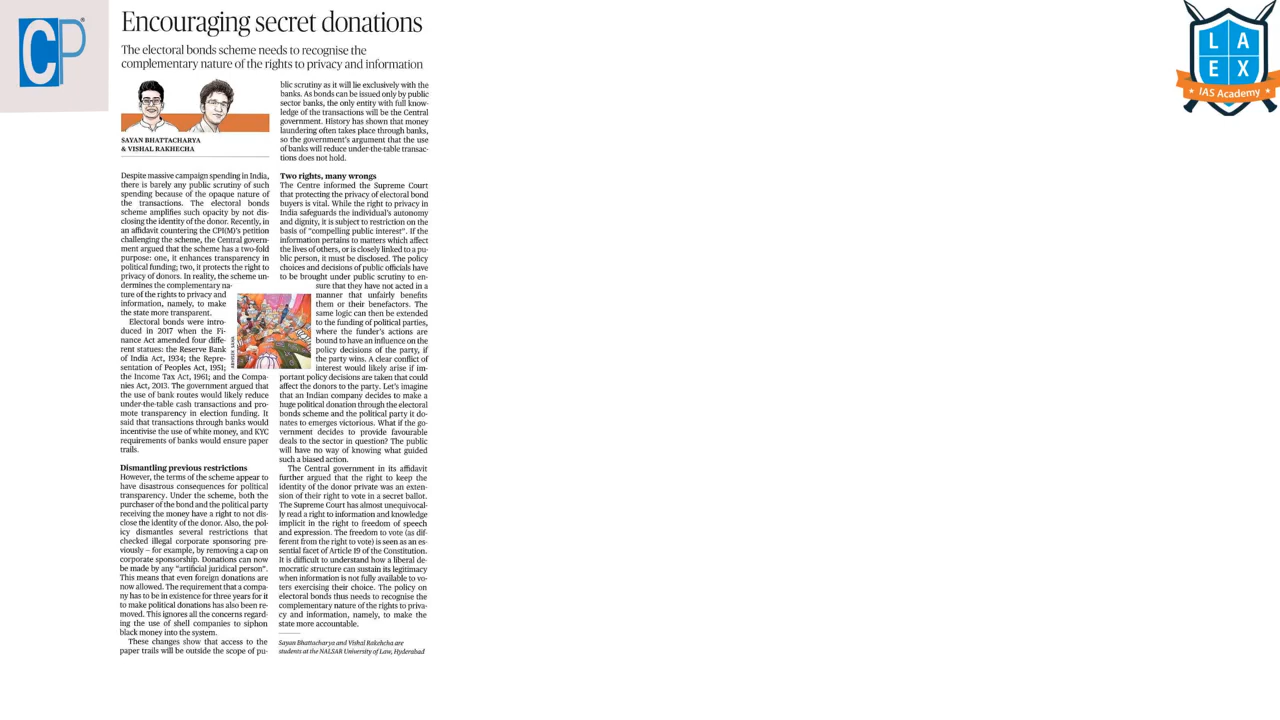 CP®
LAEX
IAS Academy
Encouraging secret donations
The electoral bonds scheme needs to recognise the
complementary nature of the rights to privacy and information
SAYAN BHATTACHARYA
& VISHAL RAKHECHA
Despite massive campaign spending in India,
there is barely any public scrutiny of such
spending because of the opaque nature of
the transactions. The electoral bonds
scheme amplifies such opacity by not dis-
closing the identity of the donor. Recently, in
an affidavit countering the CPI(M)'s petition
challenging the scheme, the Central govern-
ment argued that the scheme has a two-fold
purpose: one, it enhances transparency in
political funding; two, it protects the right to
privacy of donors. In reality, the scheme un-
dermines the complementary na-
ture of the rights to privacy and
information, namely, to make
the state more transparent.
Electoral bonds were intro-
duced in 2017 when the Fi-
nance Act amended four diffe-
rent statues: the Reserve Bank
of India Act, 1934; the Repre-
sentation of Peoples Act, 1951;
the Income Tax Act, 1961; and the Compa-
nies Act, 2013. The government argued that
the use of bank routes would likely reduce
under-the-table cash transactions and pro-
mote transparency in election funding. It
said that transactions through banks would
incentivise the use of white money, and KYC
requirements of banks would ensure paper
trails.
Dismantling previous restrictions
However, the terms of the scheme appear to
have disastrous consequences for political
transparency. Under the scheme, both the
purchaser of the bond and the political party
receiving the money have a right to not dis-
close the identity of the donor. Also, the pol-
icy dismantles several restrictions that
checked illegal corporate sponsoring pre-
viously – for example, by removing a cap on
corporate sponsorship. Donations can now
be made by any "artificial juridical person".
This means that even foreign donations are
now allowed. The requirement that a compa-
ny has to be in existence for three years for it
to make political donations has also been re-
moved. This ignores all the concerns regard-
ing the use of shell companies to siphon
black money into the system.
These changes show that access to the
paper trails will be outside the scope of pu-
blic scrutiny as it will lie exclusively with the
banks. As bonds can be issued only by public
sector banks, the only entity with full know-
ledge of the transactions will be the Central
government. History has shown that money
laundering often takes place through banks,
so the government's argument that the use
of banks will reduce under-the-table transac-
tions does not hold.
Two rights, many wrongs
The Centre informed the Supreme Court
that protecting the privacy of electoral bond
buyers is vital. While the right to privacy in
India safeguards the individual's autonomy
and dignity, it is subject to restriction on the
basis of "compelling public interest". If the
information pertains to matters which affect
the lives of others, or is closely linked to a pu-
blic person, it must be disclosed. The policy
choices and decisions of public officials have
to be brought under public scrutiny to en-
sure that they have not acted in a
manner that unfairly benefits
them or their benefactors. The
same logic can be extended
to the funding of political parties,
where the funder's actions are
bound to have an influence on the
policy decisions of the party, if
the party wins. A clear conflict of
interest would likely arise if im-
portant policy decisions are taken that could
affect the donors to the party. Let's imagine
that an Indian company decides to make a
huge political donation through the electoral
bonds scheme and the political party it do-
nates to emerges victorious. What if the go-
vernment decides to provide favourable
deals to the sector in question? The public
will have no way of knowing what guided
such a biased action.
The Central government in its affidavit
further argued that the right to keep the
identity of the donor private was an exten-
sion of their right to vote in a secret ballot.
The Supreme Court has almost unequivocal-
ly read a right to information and knowledge
implicit in the right to freedom of speech
and expression. The freedom to vote (as dif-
ferent from the right to vote) is seen as an es-
sential facet of Article 19 of the Constitution.
It is difficult to understand how a liberal de-
mocratic structure can sustain its legitimacy
when information is not fully available to vo-
ters exercising their choice. The policy on
electoral bonds thus needs to recognise the
complementary nature of the rights to priva-
cy and information, namely, to make the
state more accountable.
Sayan Bhattacharya and Vishal Rakehcha are
students at the NALSAR University of Law, Hyderabad